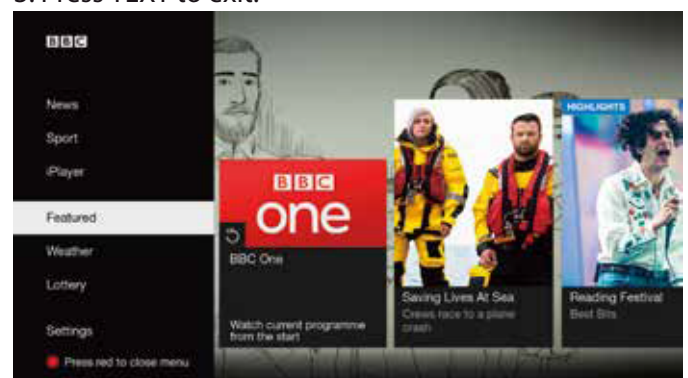 5. Press TEXT to exit.
BBC
News
Sport
iPlayer
Featured
Weather
Lottery
Settings
Press red to close menu
BBC
one
BBC One
Watch current programme
from the start
Saving Lives At Sea
Crews race to a plane
crash
HIGHLIGHTS
Reading Festival
Best Bits